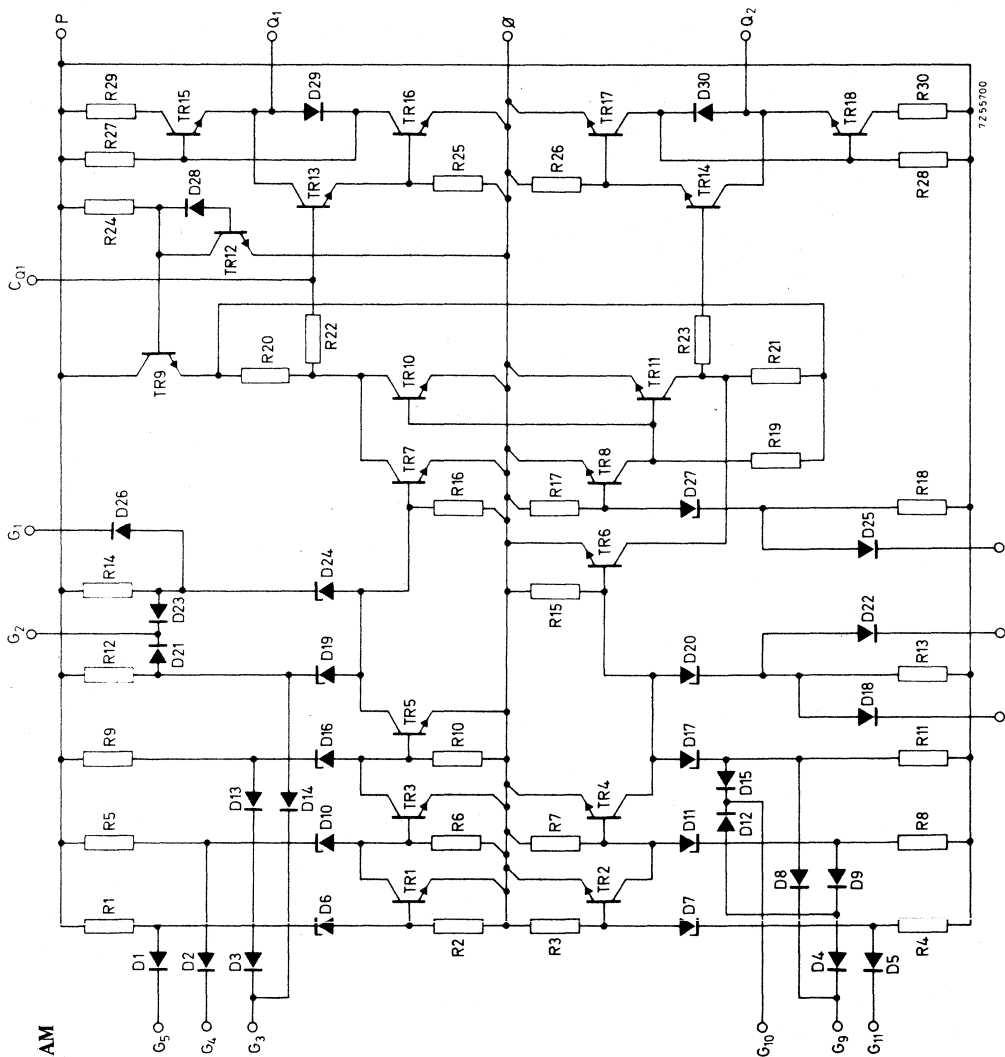 P
Q1
Ø
Q2
R29
TR15
D29
TR16
TR17
D30
TR18
R30
7Z55700
R27
R25
R26
R28
TR13
TR14
R24
D28
TR12
CQ1
TR9
R20
R22
TR10
R23
TR11
R21
R19
TR7
TR8
R16
R17
D27
R18
G1
D26
R14
D23
D24
TR6
R15
D25
G2
R12
D21
D19
D20
D22
R13
D18
TR5
R9
D16
R10
D17
R11
D13
D14
D15
D12
TR3
TR4
R5
D10
R6
R7
D11
R8
TR1
TR2
D8
D9
R1
D6
R2
R3
D7
R4
D1
D2
D3
D4
D5
G5
G4
G3
G10
G9
G11
AM